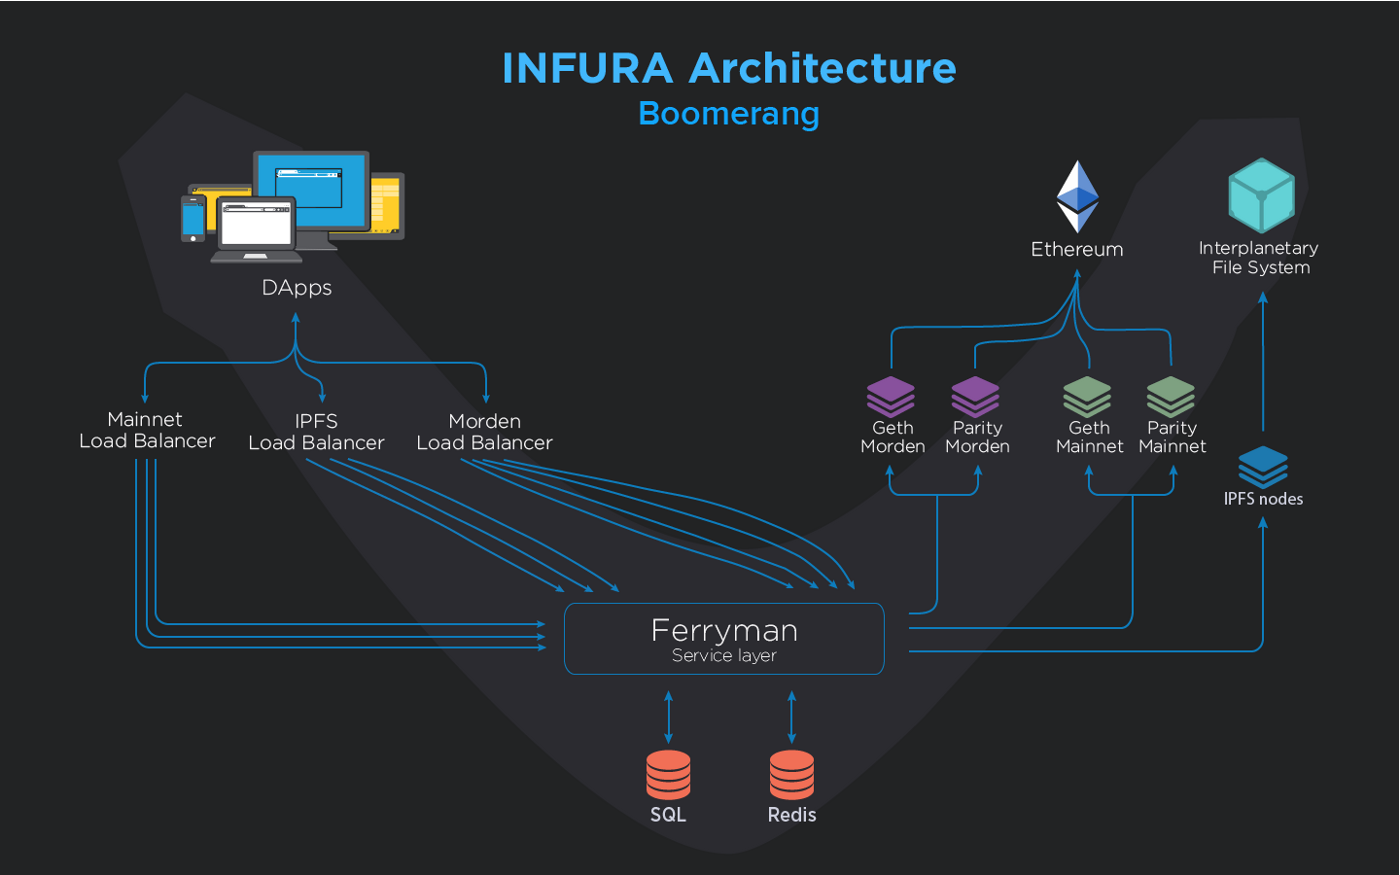 INFURA Architecture
Boomerang
DApps
Ethereum
Interplanetary
File System
Mainnet
Load Balancer
IPFS
Load Balancer
Morden
Load Balancer
Geth
Morden
Parity
Morden
Geth
Mainnet
Parity
Mainnet
IPFS nodes
Ferryman
Service layer
SQL
Redis